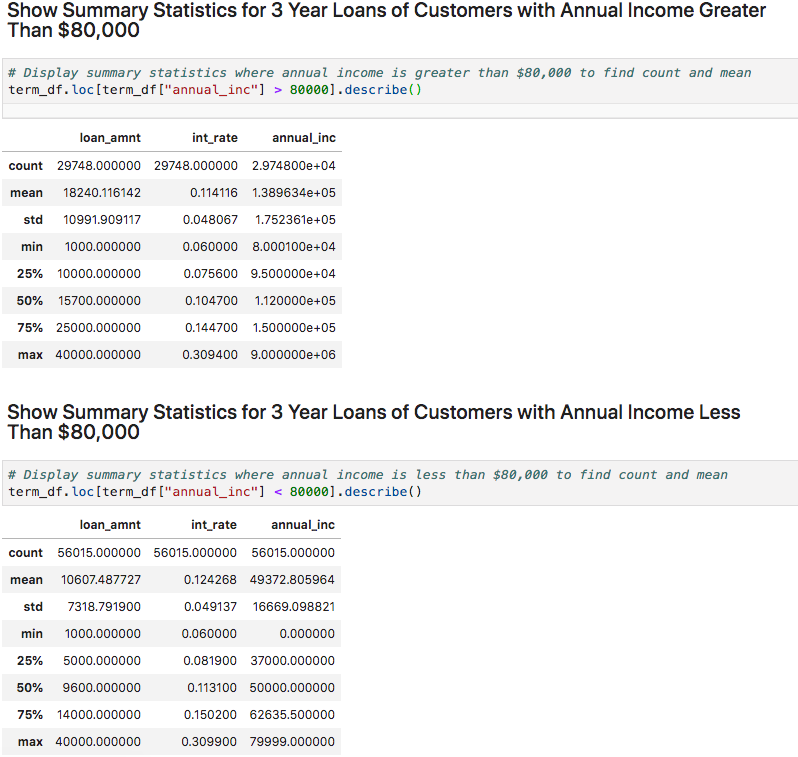 Show Summary Statistics for 3 Year Loans of Customers with Annual Income Greater
Than $80,000
# Display summary statistics where annual income is greater than $80,000 to find count and mean
term_df.loc[term_df["annual_inc"] > 80000].describe()
loan_amnt int_rate annual_inc
count 29748.000000 29748.000000 2.974800e+04
mean 18240.116142 0.114116 1.389634e+05
std 10991.909117 0.048067 1.752361e+05
min 1000.000000 0.060000 8.000100e+04
25% 10000.000000 0.075600 9.500000e+04
50% 15700.000000 0.104700 1.120000e+05
75% 25000.000000 0.144700 1.500000e+05
max 40000.000000 0.309400 9.000000e+06
Show Summary Statistics for 3 Year Loans of Customers with Annual Income Less
Than $80,000
# Display summary statistics where annual income is less than $80,000 to find count and mean
term_df.loc[term_df["annual_inc"] < 80000].describe()
loan_amnt int_rate annual_inc
count 56015.000000 56015.000000 56015.000000
mean 10607.487727 0.124268 49372.805964
std 7318.791900 0.049137 16669.098821
min 1000.000000 0.060000 0.000000
25% 5000.000000 0.081900 37000.000000
50% 9600.000000 0.113100 50000.000000
75% 14000.000000 0.150200 62635.500000
max 40000.000000 0.309900 79999.000000